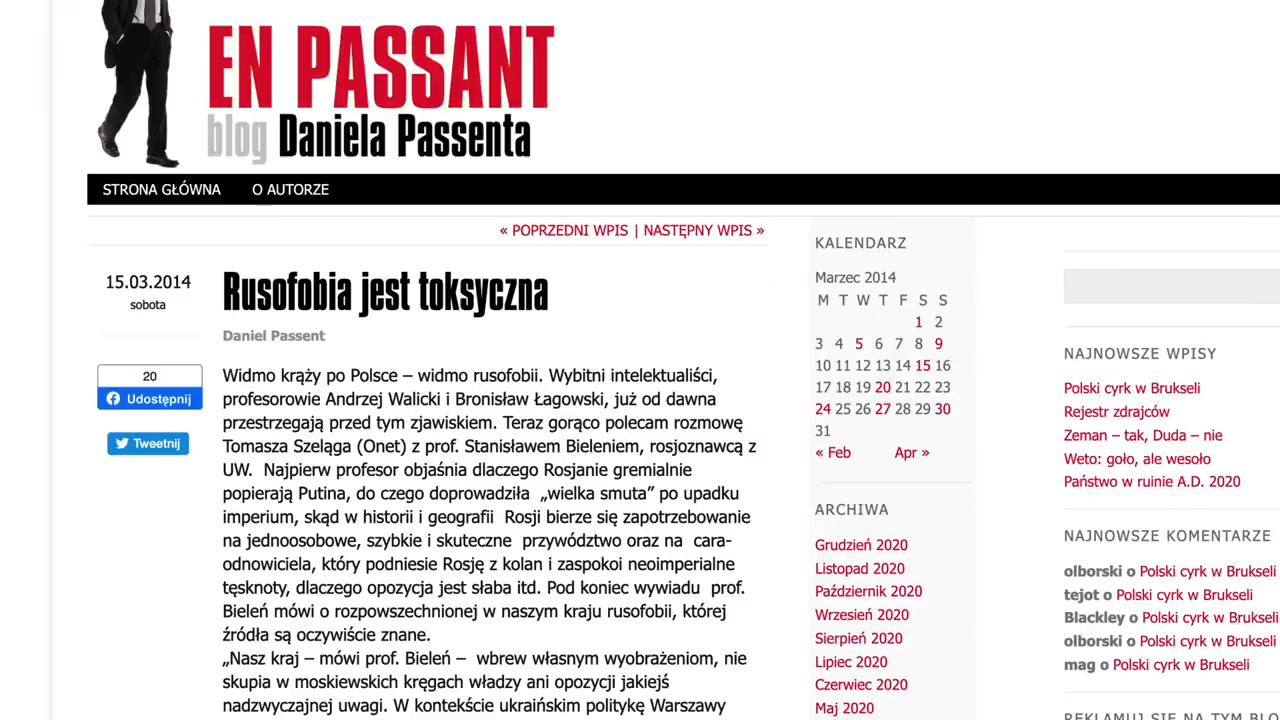 EN PASSANT
blog Daniela Passenta
STRONA GŁÓWNA O AUTORZE
« POPRZEDNI WPIS | NASTĘPNY WPIS »
15.03.2014
sobota
20
Udostępnij
Tweetnij
Rusofobia jest toksyczna
Daniel Passent
Widmo krąży po Polsce – widmo rusofobii. Wybitni intelektualiści,
profesorowie Andrzej Walicki i Bronisław Łagowski, już od dawna
przestrzegają przed tym zjawiskiem. Teraz gorąco polecam rozmowę
Tomasza Szeląga (Onet) z prof. Stanisławem Bieleniem, rosjoznawcą z
UW. Najpierw profesor objaśnia dlaczego Rosjanie gremialnie
popierają Putina, do czego doprowadziła „wielka smuta” po upadku
imperium, skąd w historii i geografii Rosji bierze się zapotrzebowanie
na jednoosobowe, szybkie i skuteczne przywództwo oraz na cara-
odnowiciela, który podniesie Rosję z kolan i zaspokoi neoimperialne
tęsknoty, dlaczego opozycja jest słaba itd. Pod koniec wywiadu prof.
Bieleń mówi o rozpowszechnionej w naszym kraju rusofobii, której
źródła są oczywiście znane.
„Nasz kraj – mówi prof. Bieleń – wbrew własnym wyobrażeniom, nie
skupia w moskiewskich kręgach władzy ani opozycji jakiejś
nadzwyczajnej uwagi. W kontekście ukraińskim politykę Warszawy
KALENDARZ
Marzec 2014
M T W T F S S
1 2
3 4 5 6 7 8 9
10 11 12 13 14 15 16
17 18 19 20 21 22 23
24 25 26 27 28 29 30
31
« Feb Apr »
ARCHIWA
Grudzień 2020
Listopad 2020
Październik 2020
Wrzesień 2020
Sierpień 2020
Lipiec 2020
Czerwiec 2020
Maj 2020
NAJNOWSZE WPISY
Polski cyrk w Brukseli
Rejestr zdrajców
Zeman – tak, Duda – nie
Weto: goło, ale wesoło
Państwo w ruinie A.D. 2020
NAJNOWSZE KOMENTARZE
olborski o Polski cyrk w Brukseli
tejot o Polski cyrk w Brukseli
Blackley o Polski cyrk w Brukseli
olborski o Polski cyrk w Brukseli
mag o Polski cyrk w Brukseli
REKLAMUJ SIĘ NA TYM BLO